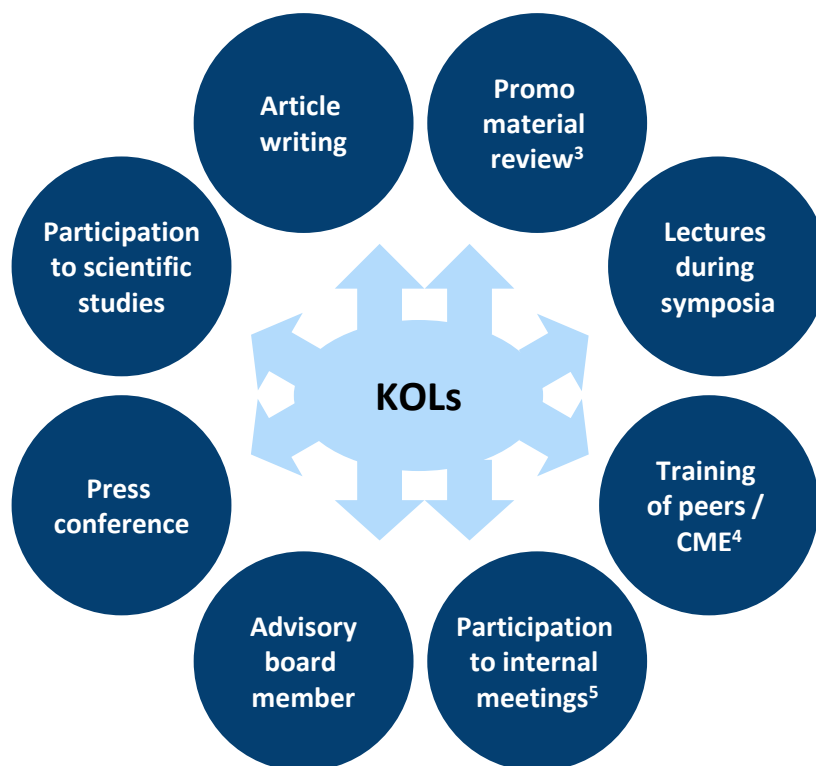 Article
writing
Promo
material
review³
Participation
to scientific
studies
Lectures
during
symposia
KOLs
Press
conference
Training
of peers /
CME⁴
Advisory
board
member
Participation
to internal
meetings⁵